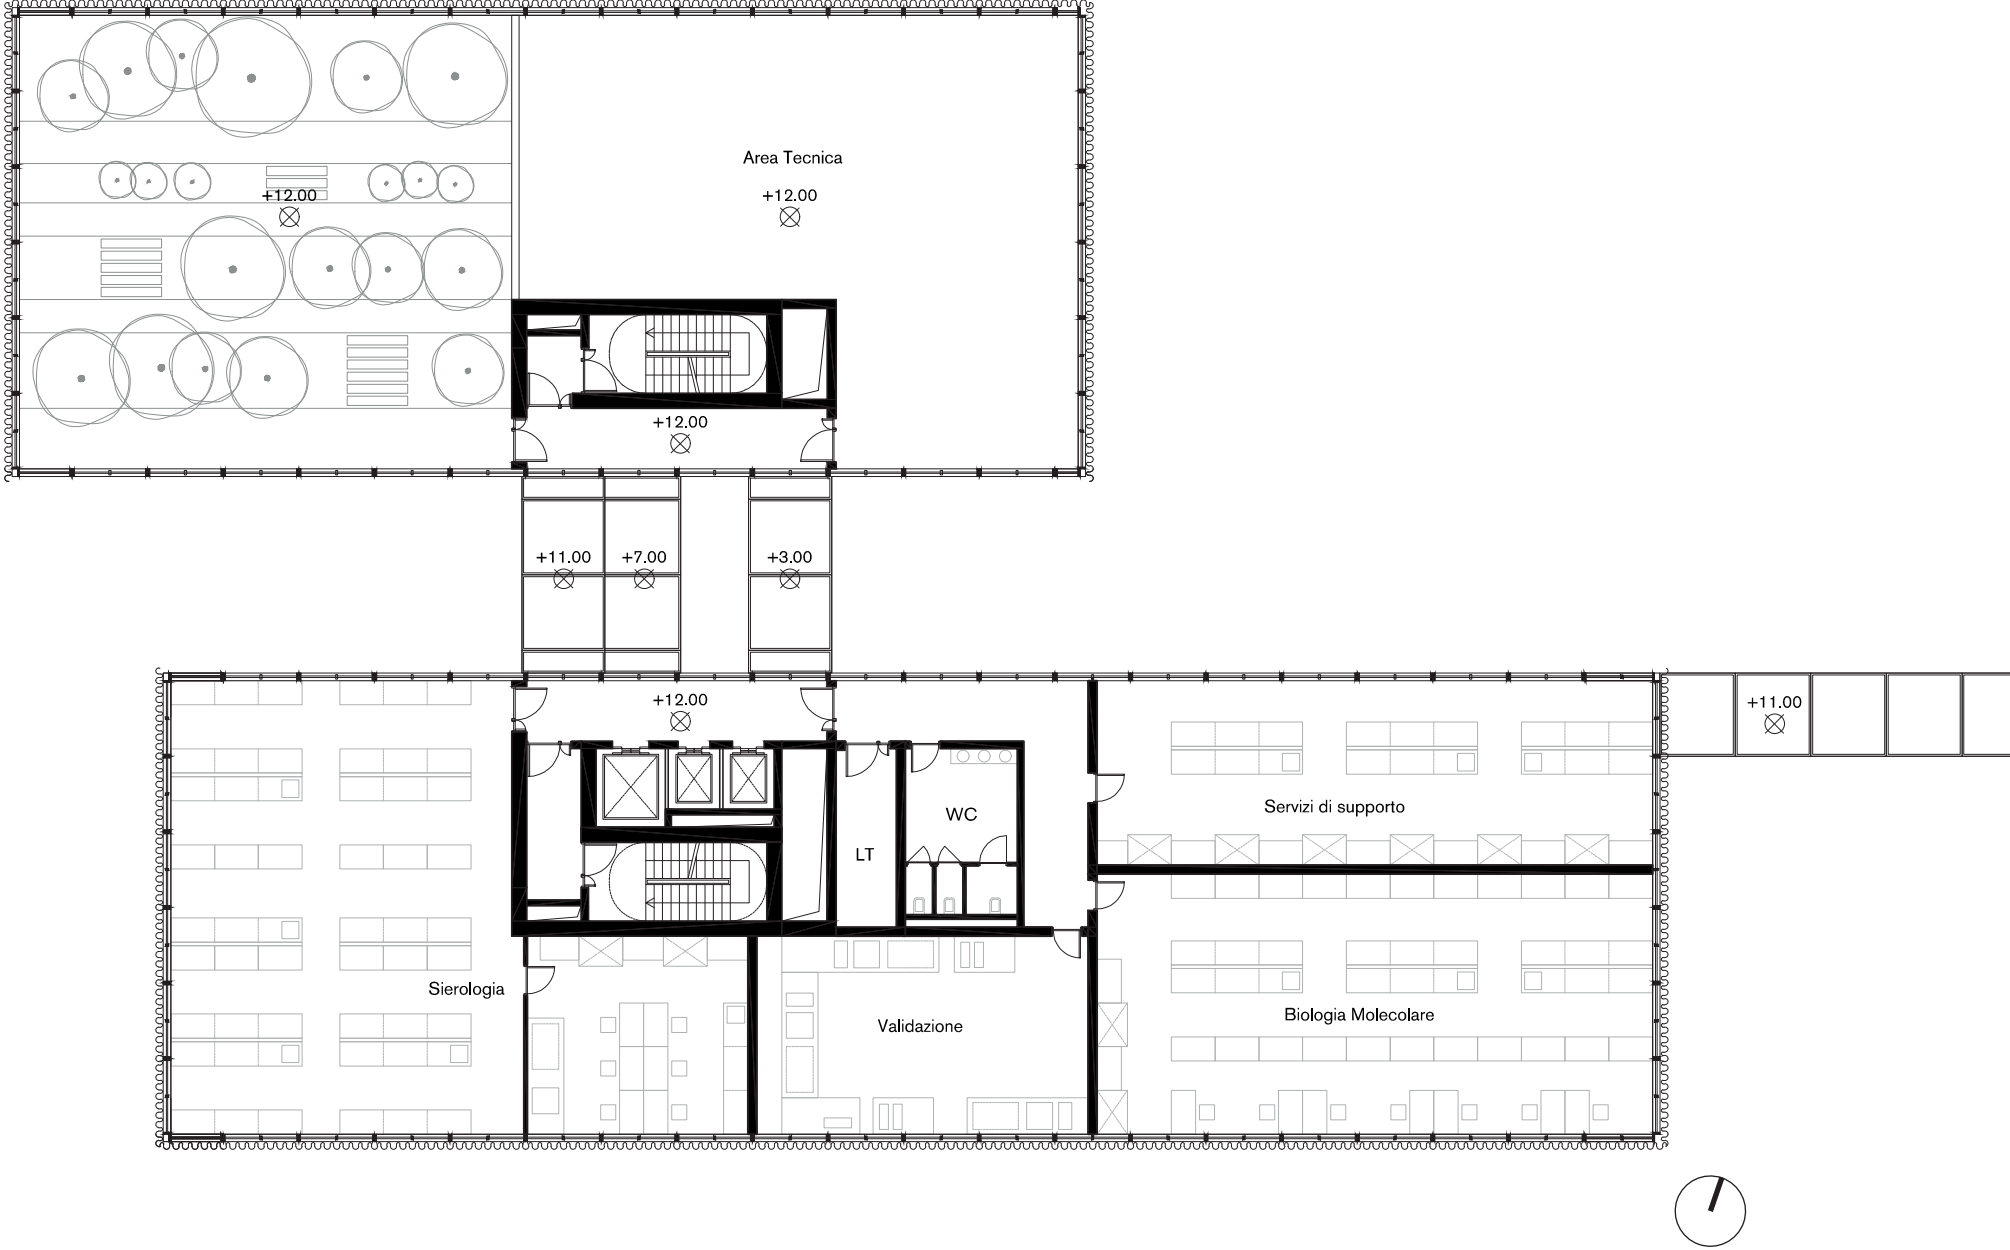 Area Tecnica
+12.00
+12.00
+12.00
+11.00
+7.00
+3.00
+12.00
+11.00
Servizi di supporto
WC
LT
Sierologia
Validazione
Biologia Molecolare